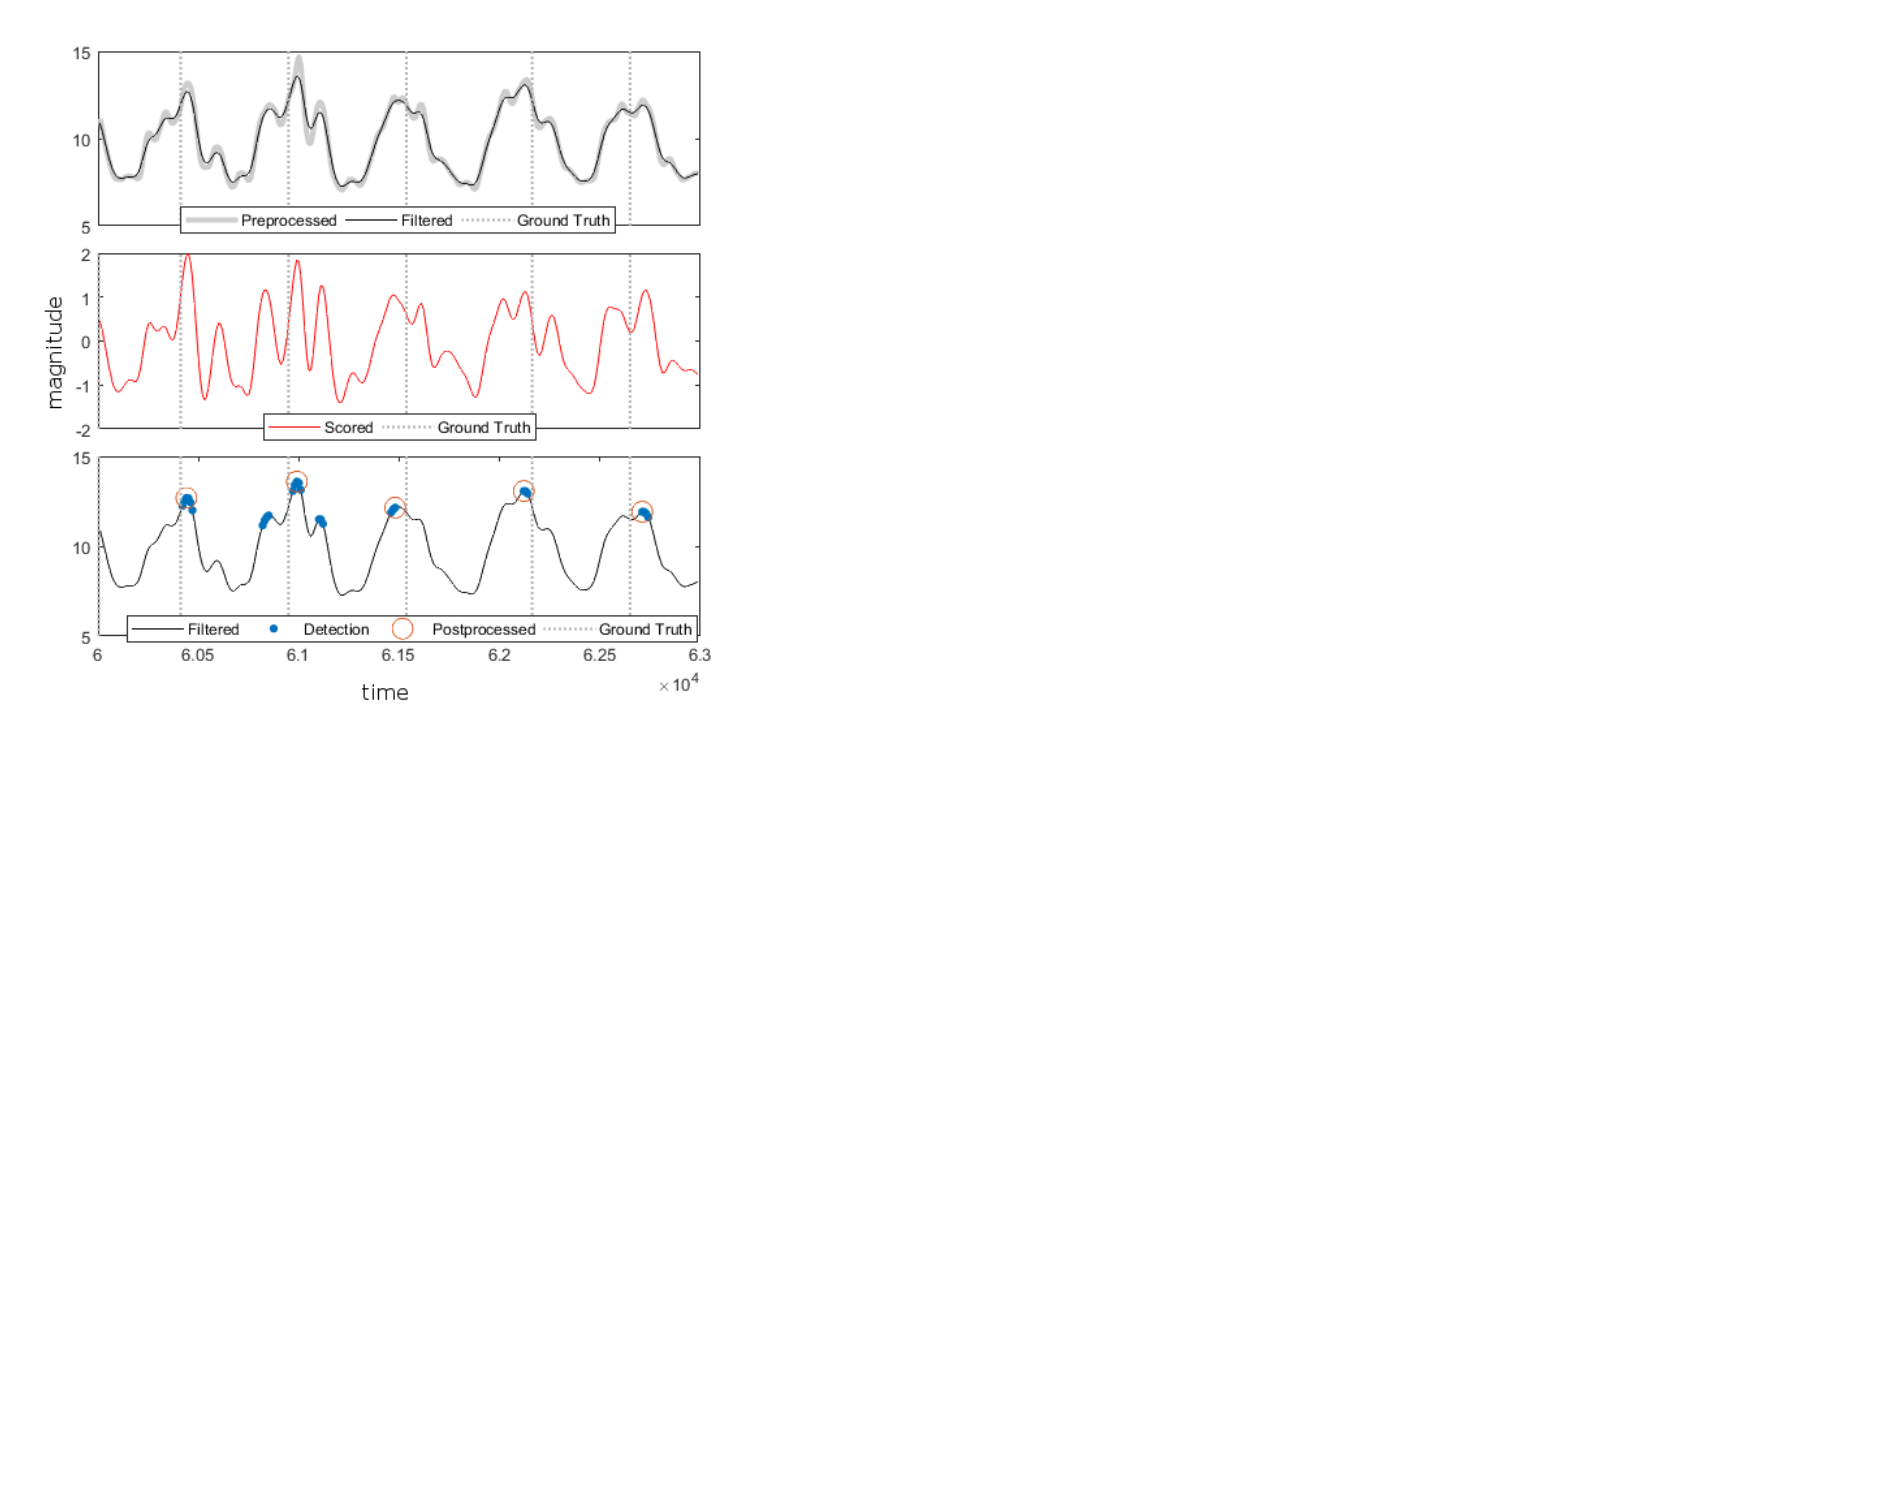 15
10
5
Preprocessed Filtered Ground Truth
2
1
0
-1
-2
magnitude
Scored Ground Truth
15
10
5
Filtered Detection Postprocessed Ground Truth
6 6.05 6.1 6.15 6.2 6.25 6.3
×10⁴
time